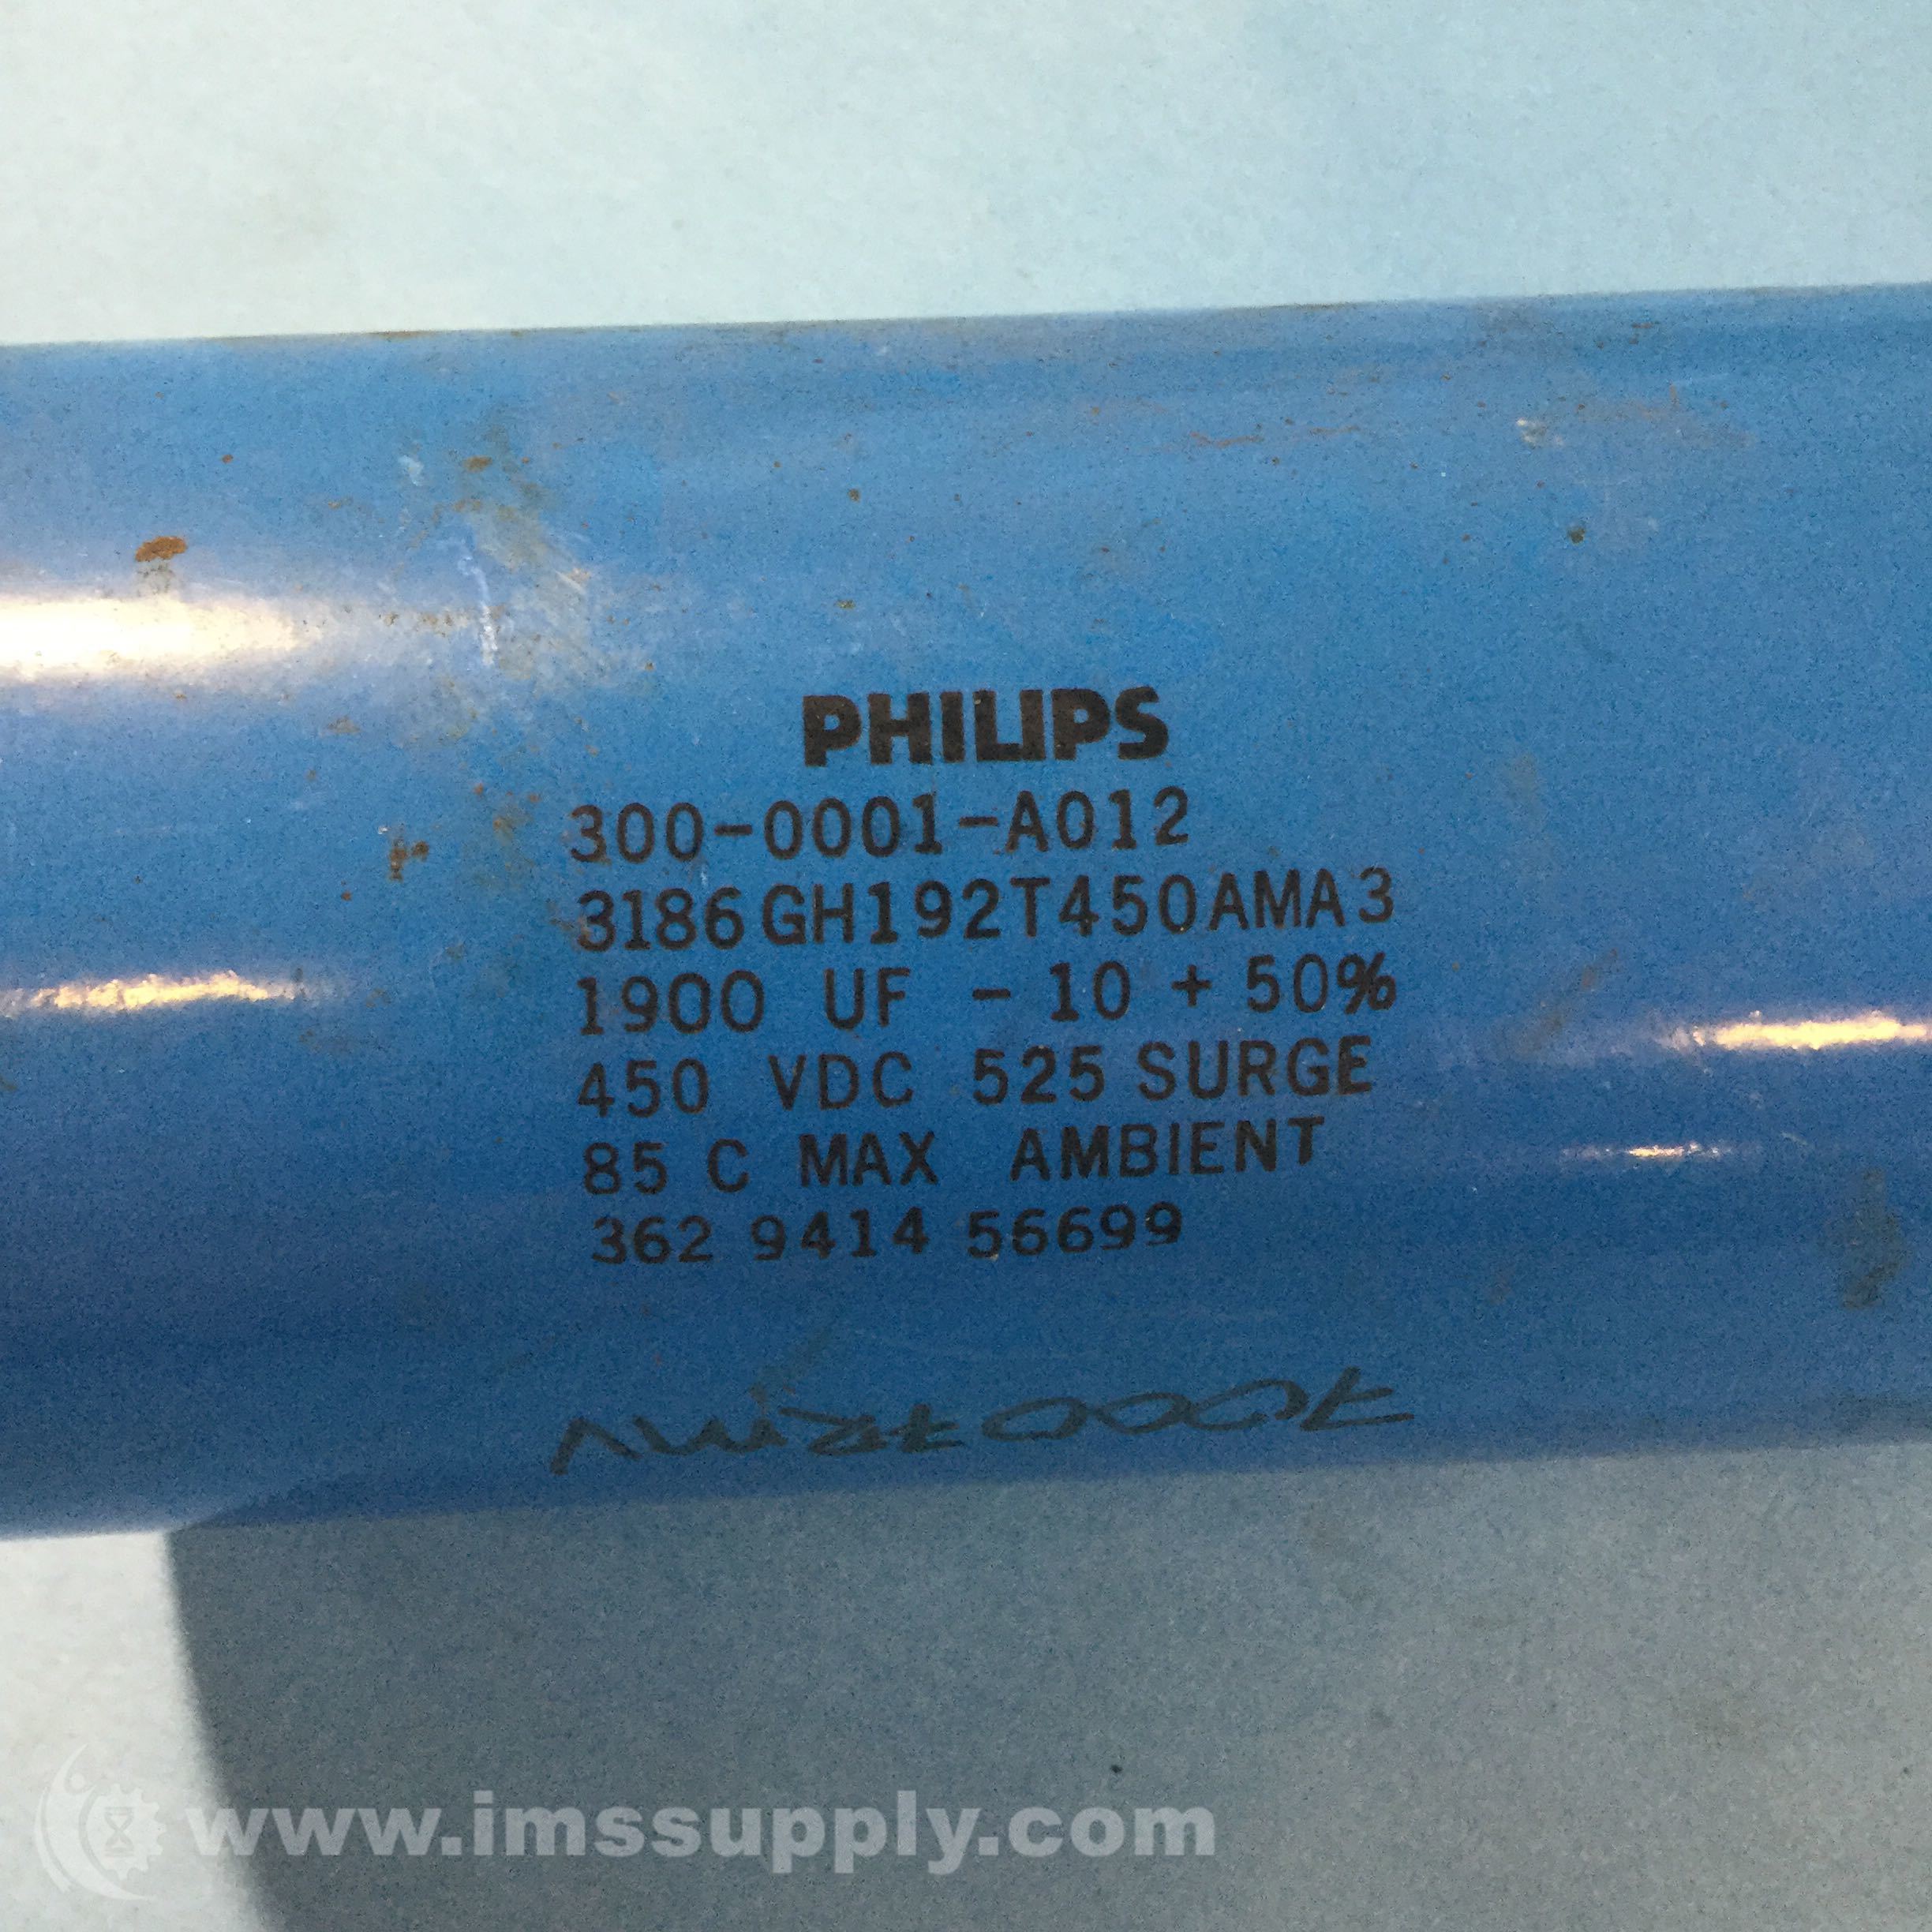 PHILIPS
300-0001-A012
3186GH192T450AMA3
1900 UF - 10 + 50%
450 VDC 525 SURGE
85 C MAX AMBIENT
362 9414 56699
www.imssupply.com